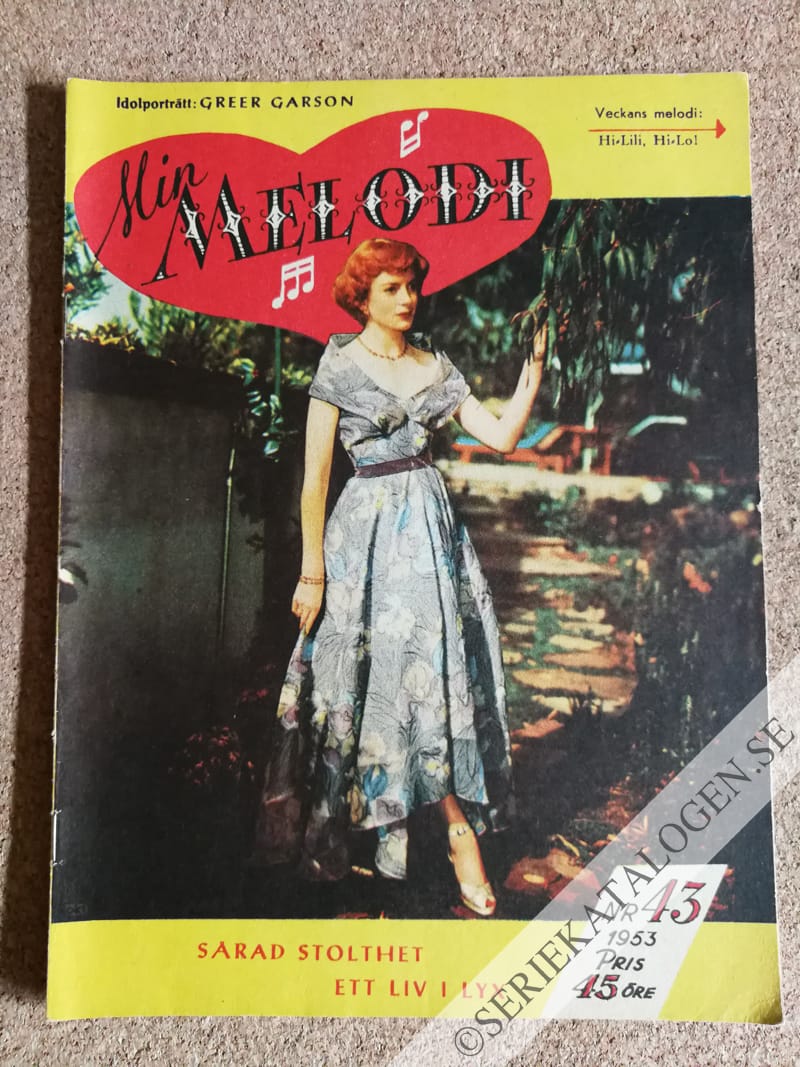 Idolporträtt: GREER GARSON
Veckans melodi:
Hi-Lili, Hi-Lo!
Min
MELODI
SÅRAD STOLTHET
ETT LIV I LYX
NR 43
1953
PRIS
45 ÖRE
©SERIEKATALOGEN.SE